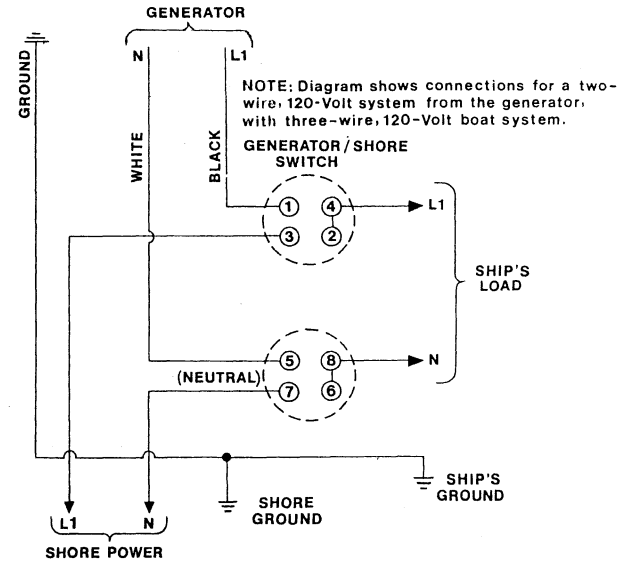 GENERATOR
N L1
GROUND
NOTE: Diagram shows connections for a two-
wire, 120-Volt system from the generator,
with three-wire, 120-Volt boat system.
WHITE
BLACK
GENERATOR / SHORE
SWITCH
1 4
L1
3 2
SHIP'S
LOAD
5 8
N
(NEUTRAL)
7 6
SHIP'S
GROUND
SHORE
GROUND
L1 N
SHORE POWER